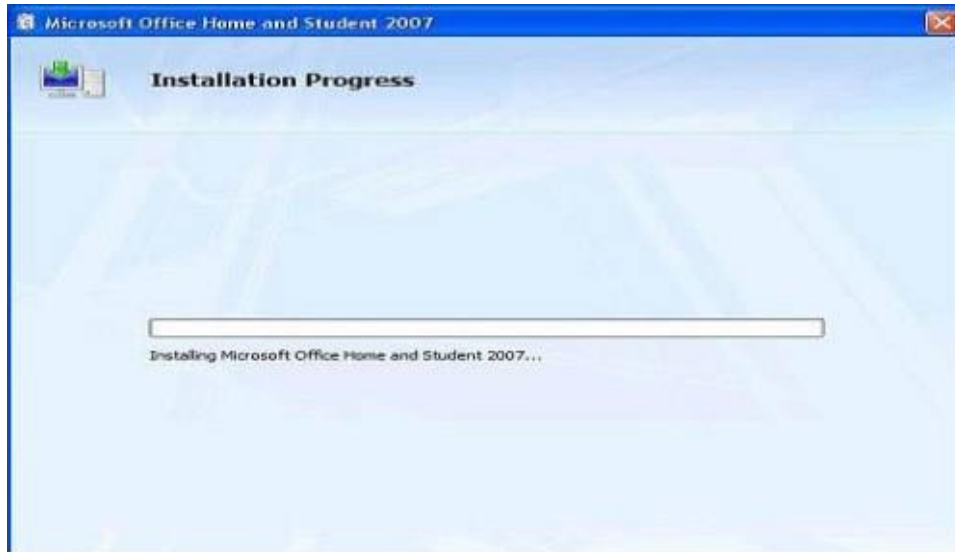 Microsoft Office Home and Student 2007
Installation Progress
Installing Microsoft Office Home and Student 2007...